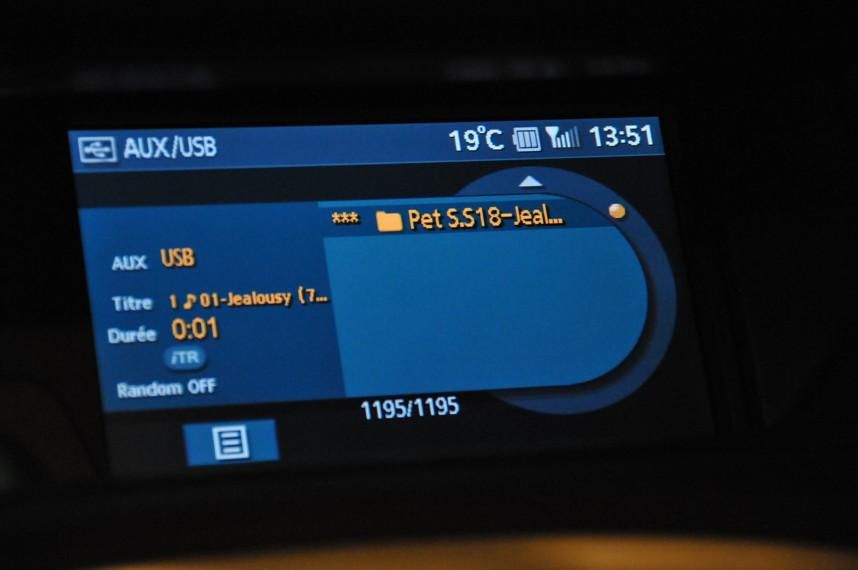 AUX/USB 19°C 13:51
*** Pet S.S18-Jeal...
AUX USB
Titre 1 ♪ 01-Jealousy (7...
Durée 0:01
iTR
Random OFF
1195/1195